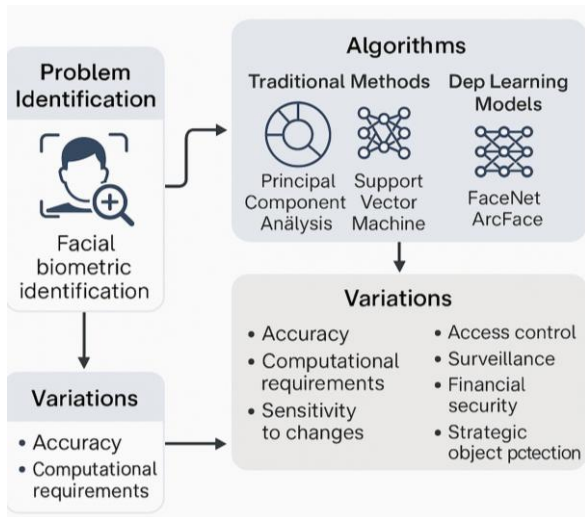 Problem
Identification
Facial
biometric
identification
Algorithms
Traditional Methods
Principal
Component
Anälysis
Support
Vector
Machine
Dep Learning
Models
FaceNet
ArcFace
Variations
• Accuracy
• Computational
requirements
Variations
• Accuracy
• Computational
requirements
• Sensitivity
to changes
• Access control
• Surveillance
• Financial
security
• Strategic
object pctection